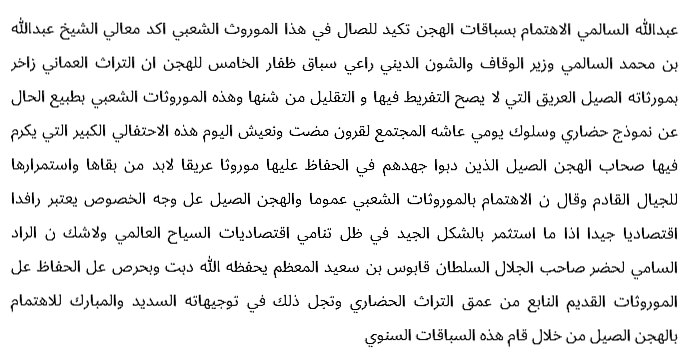 عبدالله السالمي الاهتمام بسباقات الهجن تكيد للصال في هذا الموروث الشعبي اكد معالي الشيخ عبدالله
بن محمد السالمي وزير الوقاف والشون الديني راعي سباق ظفار الخامس للهجن ان التراث العماني زاخر
بمورثاته الصيل العريق التي لا يصح التفريط فيها و التقليل من شنها وهذه الموروثات الشعبي بطبيع الحال
عن نموذج حضاري وسلوك يومي عاشه المجتمع لقرون مضت ونعيش اليوم هذه الاحتفالي الكبير التي يكرم
فيها صحاب الهجن الصيل الذين دبوا جهدهم في الحفاظ عليها موروثا عريقا لابد من بقاها واستمرارها
للجيال القادم وقال ن الاهتمام بالموروثات الشعبي عموما والهجن الصيل عل وجه الخصوص يعتبر رافدا
اقتصاديا جيدا اذا ما استثمر بالشكل الجيد في ظل تنامي اقتصاديات السياح العالمي ولاشك ن الراد
السامي لحضر صاحب الجلال السلطان قابوس بن سعيد المعظم يحفظه الله دبت وبحرص عل الحفاظ عل
الموروثات القديم النابع من عمق التراث الحضاري وتجل ذلك في توجيهاته السديد والمبارك للاهتمام
بالهجن الصيل من خلال قام هذه السباقات السنوي